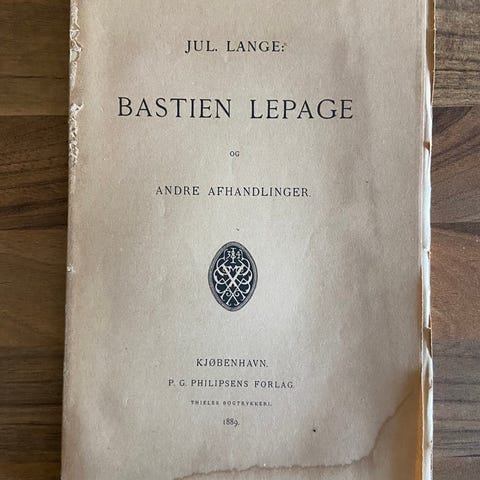 JUL. LANGE:
BASTIEN LEPAGE
OG
ANDRE AFHANDLINGER.
KJØBENHAVN.
P. G. PHILIPSENS FORLAG.
THIELES BOGTRYKKERI.
1889.